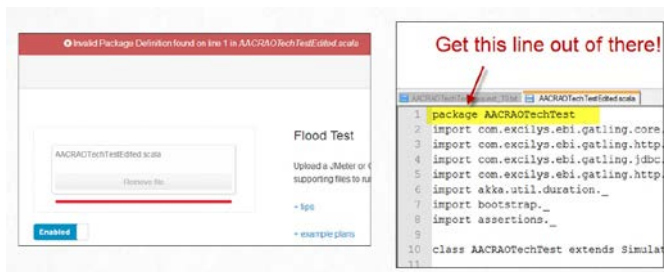 Invalid Package Definition found on line 1 in AACRAOTechTestEdited.scala
AACRAOTechTestEdited.scala
Remove file
Enabled
Flood Test
Upload a JMeter or
supporting files to ru
+ tips
+ example plans
Get this line out of there!
AACRAOTechTestEdited.scala
1 package AACRAOTechTest
2 import com.excilys.ebi.gatling.core.
3 import com.excilys.ebi.gatling.http.
4 import com.excilys.ebi.gatling.jdbc.
5 import com.excilys.ebi.gatling.http.
6 import akka.util.duration._
7 import bootstrap._
8 import assertions._
9
10 class AACRAOTechTest extends Simulat
11